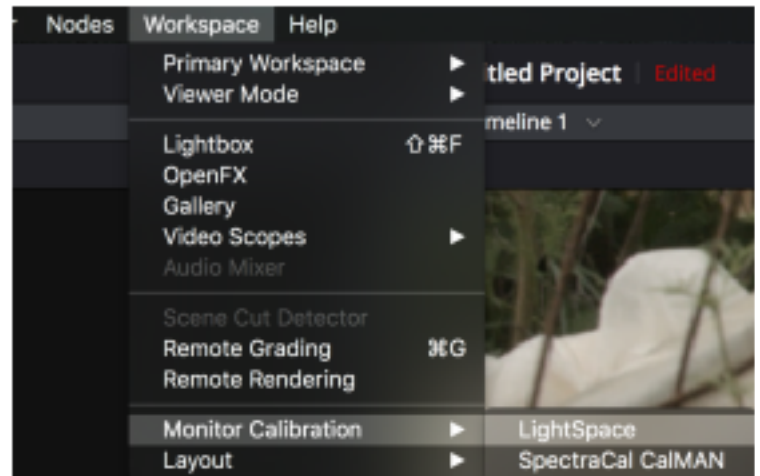 Nodes Workspace Help
Primary Workspace ▶ tled Project Edited
Viewer Mode ▶
meline 1
Lightbox ⇧⌘F
OpenFX
Gallery
Video Scopes ▶
Audio Mixer
Scene Cut Detector
Remote Grading ⌘G
Remote Rendering
Monitor Calibration ▶ LightSpace
Layout ▶ SpectraCal CalMAN